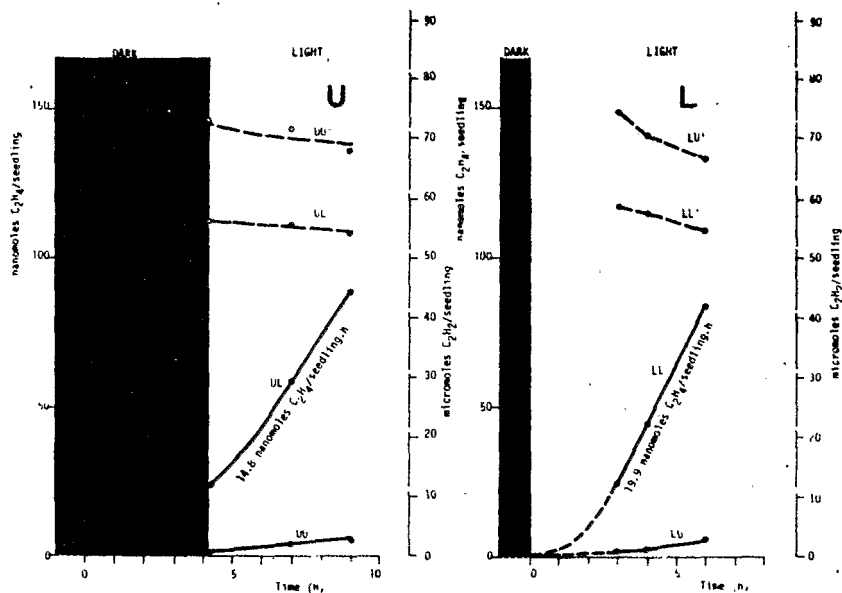 DARK
LIGHT
U
nanomoles C2H4/seedling
150
100
50
0
UU'
UL
UL
14.8 nanomoles C2H4/seedling.h
UU
0
5
10
Time (h,
90
80
70
60
50
40
30
20
10
0
micromoles C2H2/seedling
DARK
LIGHT
L
nanomoles C2H4/seedling
150
100
50
0
LU'
LL'
LL
19.9 nanomoles C2H4/seedling.h
LU
0
5
Time (h,
90
80
70
60
50
40
30
20
10
0
micromoles C2H2/seedling